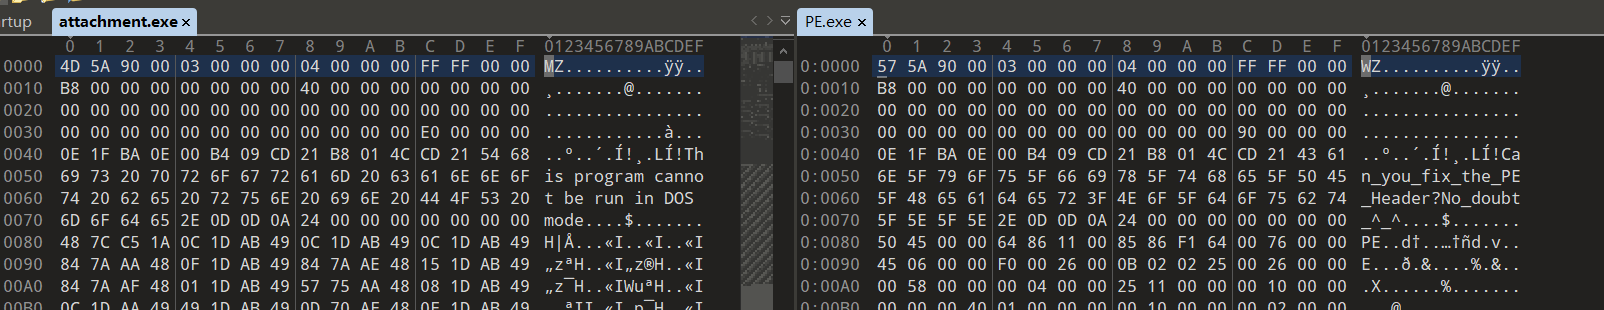 rtup attachment.exe × PE.exe ×
0 1 2 3 4 5 6 7 8 9 A B C D E F 0123456789ABCDEF
0000 4D 5A 90 00 03 00 00 00 04 00 00 00 FF FF 00 00 MZ..........ÿÿ..
0010 B8 00 00 00 00 00 00 00 40 00 00 00 00 00 00 00 ¸.......@.......
0020 00 00 00 00 00 00 00 00 00 00 00 00 00 00 00 00 ................
0030 00 00 00 00 00 00 00 00 00 00 00 00 E0 00 00 00 ............à...
0040 0E 1F BA 0E 00 B4 09 CD 21 B8 01 4C CD 21 54 68 ..º..´.Í!¸.LÍ!Th
0050 69 73 20 70 72 6F 67 72 61 6D 20 63 61 6E 6E 6F is program canno
0060 74 20 62 65 20 72 75 6E 20 69 6E 20 44 4F 53 20 t be run in DOS
0070 6D 6F 64 65 2E 0D 0D 0A 24 00 00 00 00 00 00 00 mode....$.......
0080 48 7C C5 1A 0C 1D AB 49 0C 1D AB 49 0C 1D AB 49 H|Å...«I..«I..«I
0090 84 7A AA 48 0F 1D AB 49 84 7A AE 48 15 1D AB 49 „zªH..«I„z®H..«I
00A0 84 7A AF 48 01 1D AB 49 57 75 AA 48 08 1D AB 49 „z¯H..«IWuªH..«I
0 1 2 3 4 5 6 7 8 9 A B C D E F 0123456789ABCDEF
0:0000 57 5A 90 00 03 00 00 00 04 00 00 00 FF FF 00 00 WZ..........ÿÿ..
0:0010 B8 00 00 00 00 00 00 00 40 00 00 00 00 00 00 00 ¸.......@.......
0:0020 00 00 00 00 00 00 00 00 00 00 00 00 00 00 00 00 ................
0:0030 00 00 00 00 00 00 00 00 00 00 00 00 90 00 00 00 ................
0:0040 0E 1F BA 0E 00 B4 09 CD 21 B8 01 4C CD 21 43 61 ..º..´.Í!¸.LÍ!Ca
0:0050 6E 5F 79 6F 75 5F 66 69 78 5F 74 68 65 5F 50 45 n_you_fix_the_PE
0:0060 5F 48 65 61 64 65 72 3F 4E 6F 5F 64 6F 75 62 74 _Header?No_doubt
0:0070 5F 5E 5F 5E 2E 0D 0D 0A 24 00 00 00 00 00 00 00 _^_^....$.......
0:0080 50 45 00 00 64 86 11 00 85 86 F1 64 00 76 00 00 PE..d†..…†ñd.v..
0:0090 45 06 00 00 F0 00 26 00 0B 02 02 25 00 26 00 00 E...ð.&....%.&..
0:00A0 00 58 00 00 00 04 00 00 25 11 00 00 00 10 00 00 .X......%.......